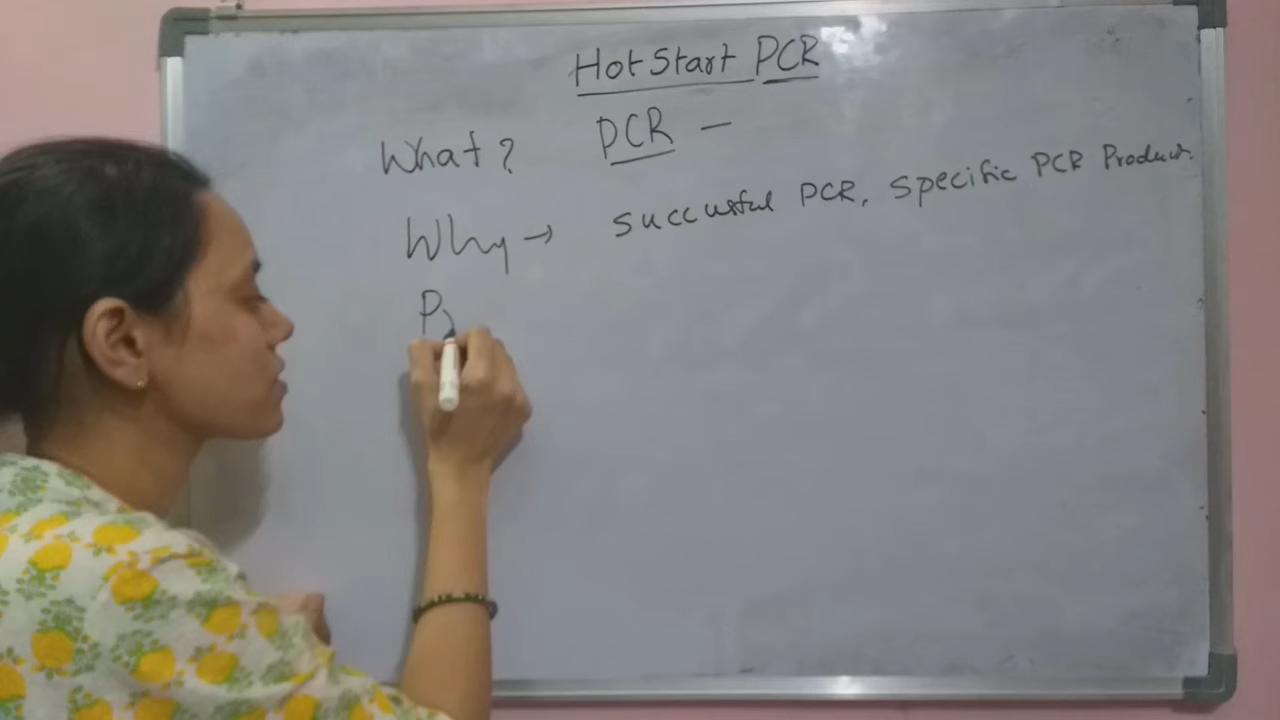 Hot Start PCR
What? PCR -
Why → successful PCR, specific PCR Product.
P